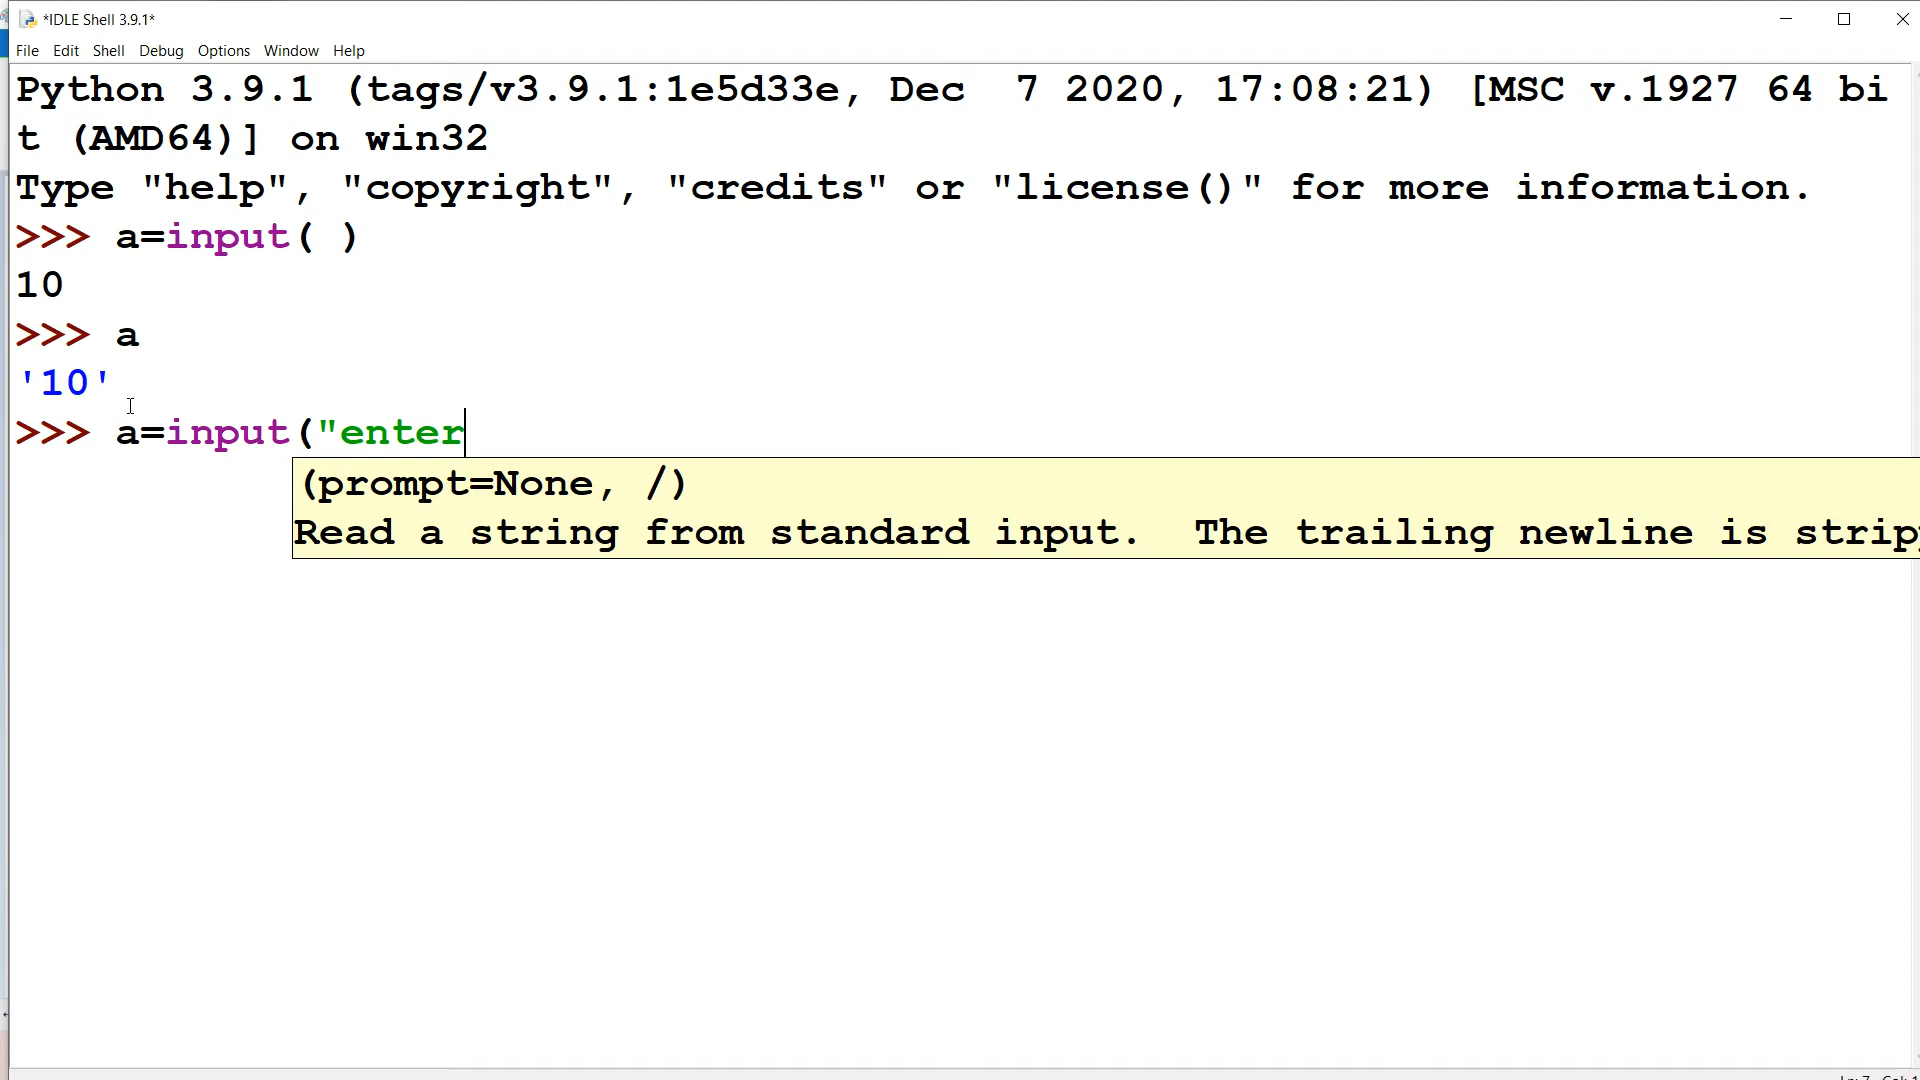 *IDLE Shell 3.9.1*
File Edit Shell Debug Options Window Help
Python 3.9.1 (tags/v3.9.1:1e5d33e, Dec  7 2020, 17:08:21) [MSC v.1927 64 bi
t (AMD64)] on win32
Type "help", "copyright", "credits" or "license()" for more information.
>>> a=input( )
10
>>> a
'10'
>>> a=input("enter
(prompt=None, /)
Read a string from standard input.  The trailing newline is